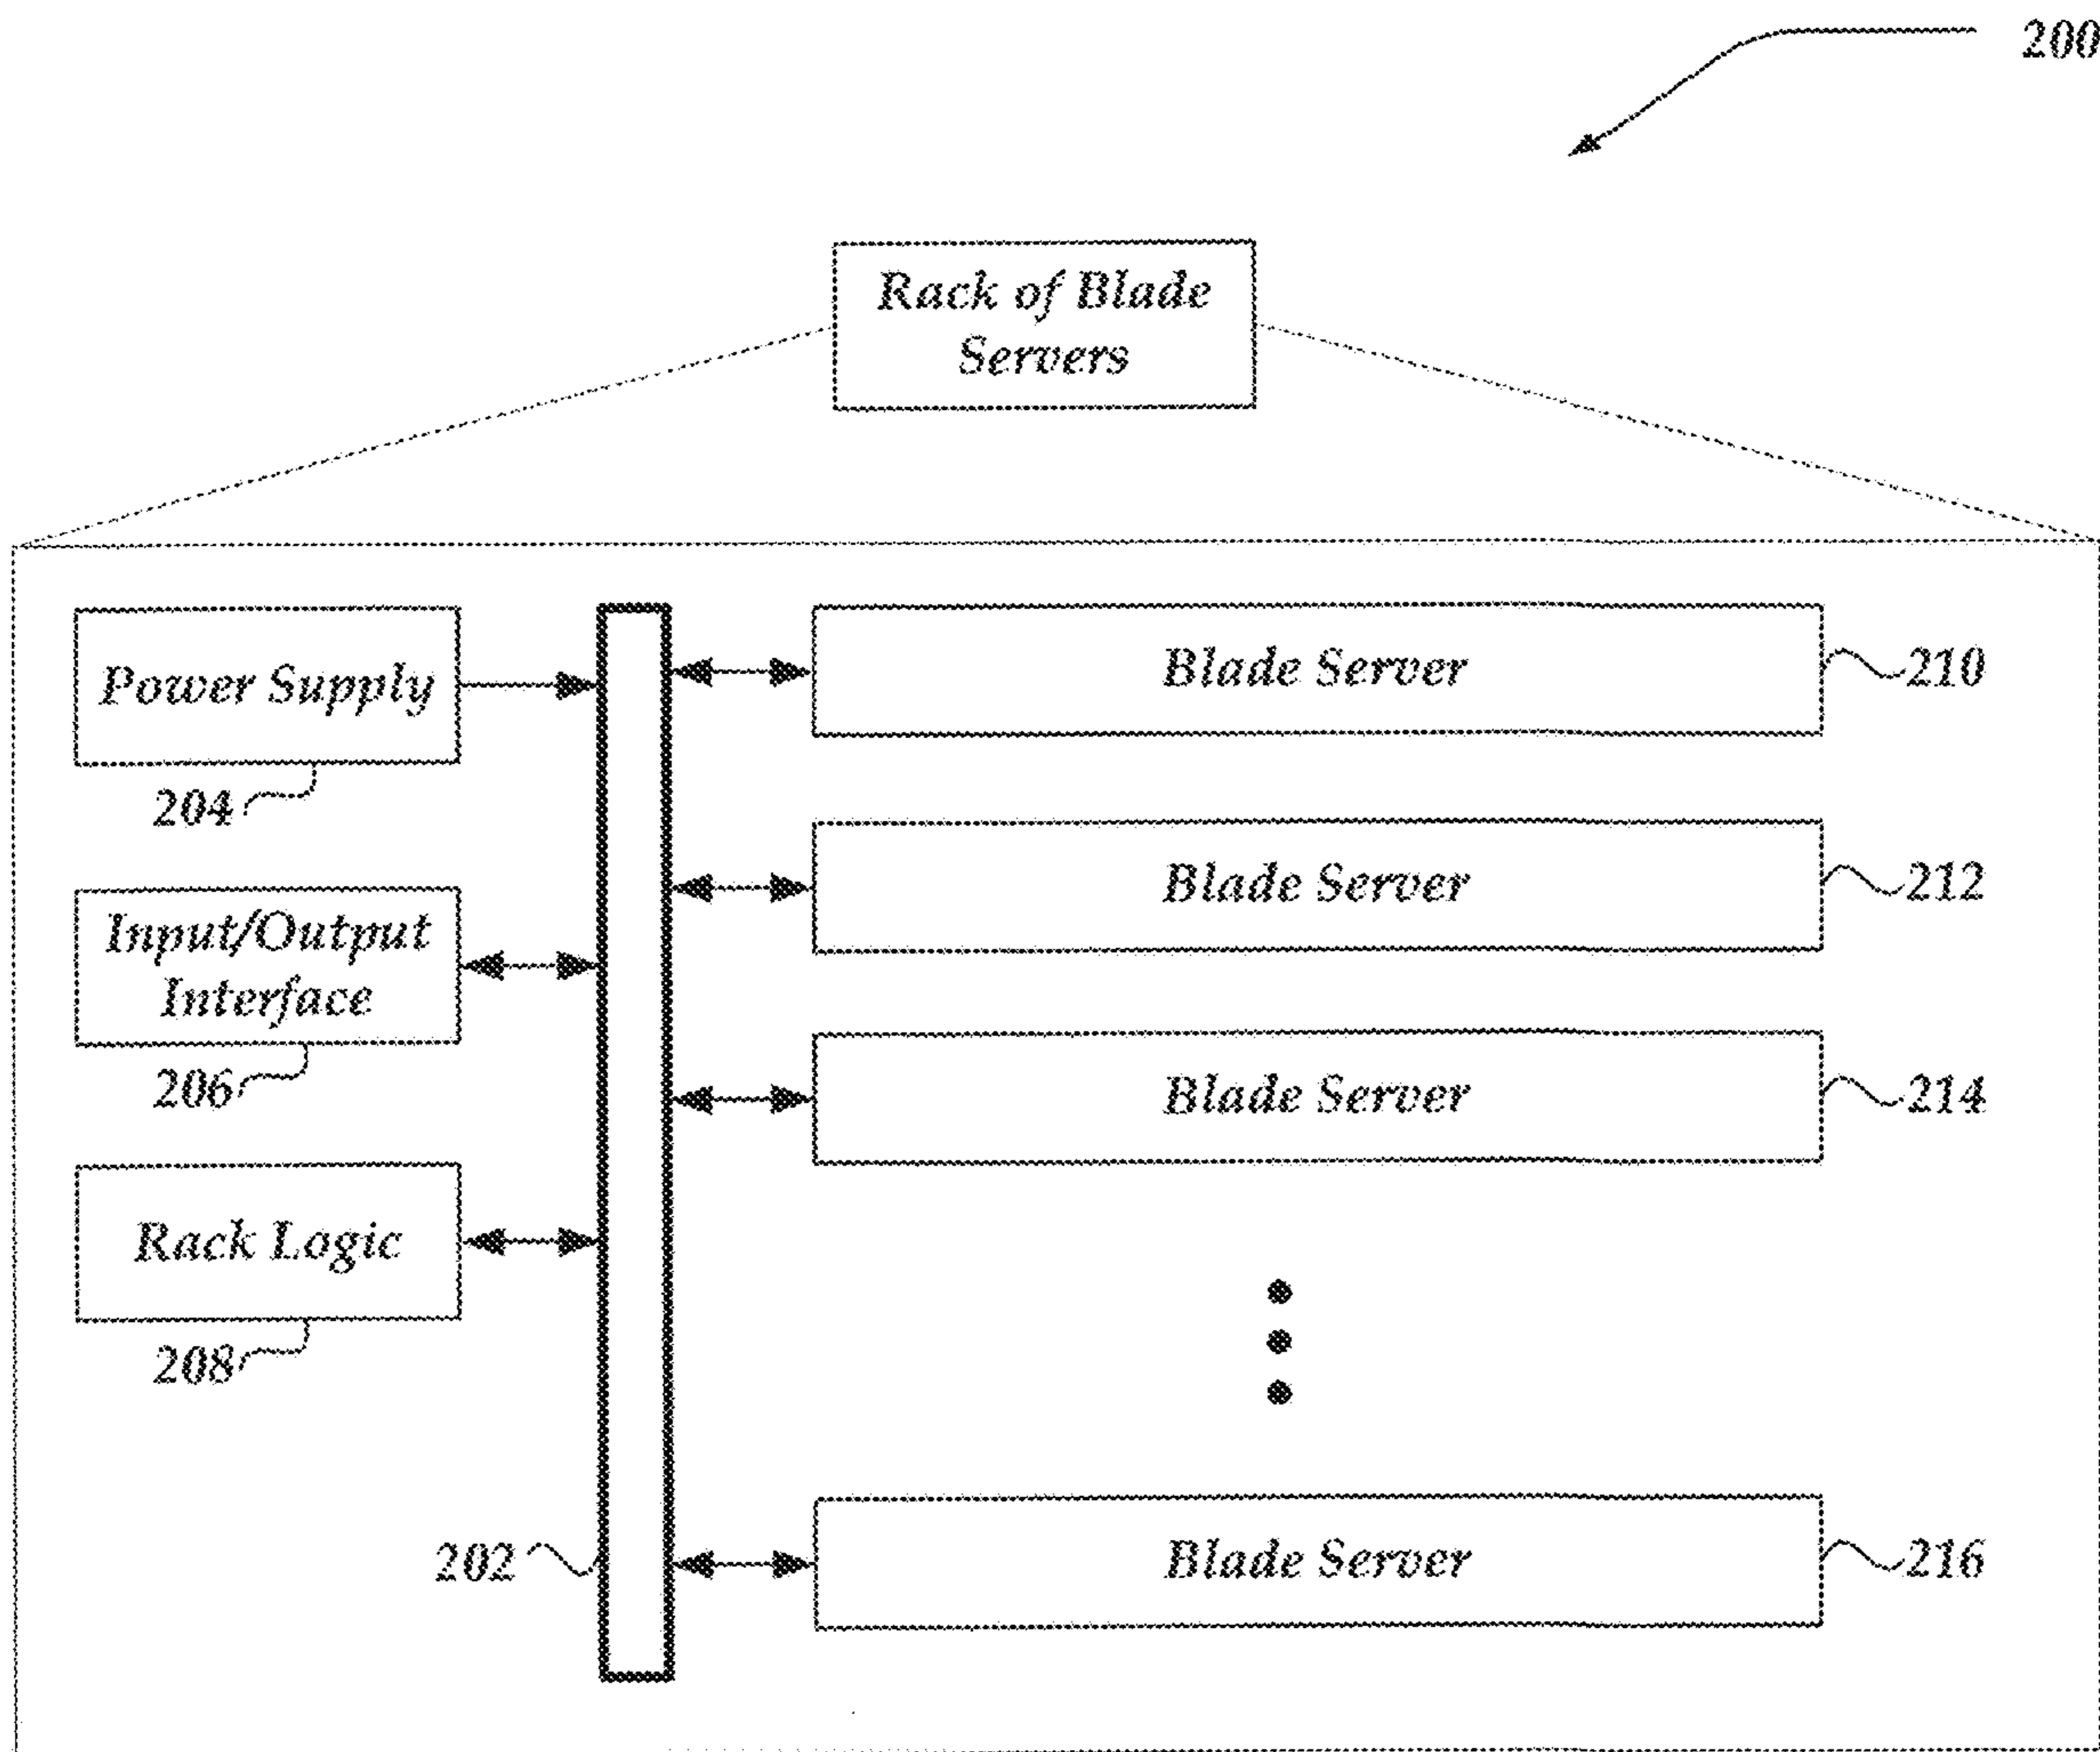 200
Rack of Blade
Servers
Power Supply
204
Input/Output
Interface
206
Rack Logic
208
202
Blade Server
210
Blade Server
212
Blade Server
214
Blade Server
216